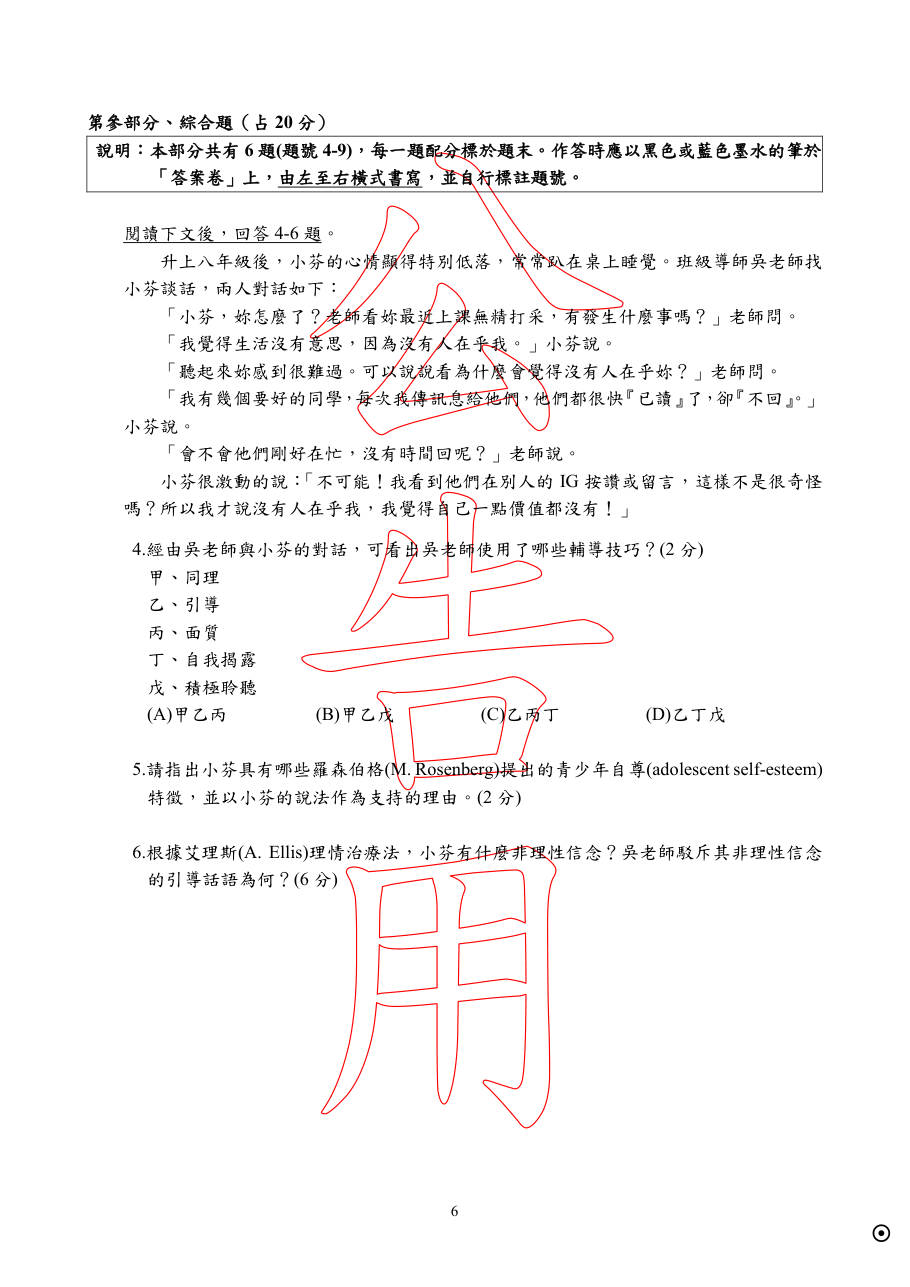 第參部分、綜合題（占 20 分）
說明：本部分共有 6 題(題號 4-9)，每一題配分標於題末。作答時應以黑色或藍色墨水的筆於
「答案卷」上，由左至右橫式書寫，並自行標註題號。
閱讀下文後，回答 4-6 題。
升上八年級後，小芬的心情顯得特別低落，常常趴在桌上睡覺。班級導師吳老師找
小芬談話，兩人對話如下：
「小芬，妳怎麼了？老師看妳最近上課無精打采，有發生什麼事嗎？」老師問。
「我覺得生活沒有意思，因為沒有人在乎我。」小芬說。
「聽起來妳感到很難過。可以說說看為什麼會覺得沒有人在乎妳？」老師問。
「我有幾個要好的同學，每次我傳訊息給他們，他們都很快『已讀』了，卻『不回』。」
小芬說。
「會不會他們剛好在忙，沒有時間回呢？」老師說。
小芬很激動的說：「不可能！我看到他們在別人的 IG 按讚或留言，這樣不是很奇怪
嗎？所以我才說沒有人在乎我，我覺得自己一點價值都沒有！」
4.經由吳老師與小芬的對話，可看出吳老師使用了哪些輔導技巧？(2 分)
甲、同理
乙、引導
丙、面質
丁、自我揭露
戊、積極聆聽
(A)甲乙丙 (B)甲乙戊 (C)乙丙丁 (D)乙丁戊
5.請指出小芬具有哪些羅森伯格(M. Rosenberg)提出的青少年自尊(adolescent self-esteem)
特徵，並以小芬的說法作為支持的理由。(2 分)
6.根據艾理斯(A. Ellis)理情治療法，小芬有什麼非理性信念？吳老師駁斥其非理性信念
的引導話語為何？(6 分)
公
告
用
6